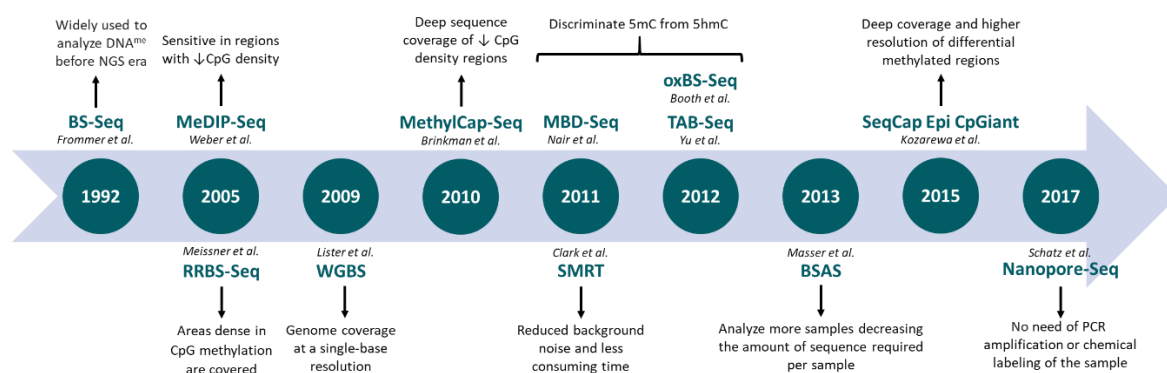 Widely used to
analyze DNAᵐᵉ
before NGS era
Sensitive in regions
with ↓CpG density
Deep sequence
coverage of ↓ CpG
density regions
Discriminate 5mC from 5hmC
Deep coverage and higher
resolution of differential
methylated regions
oxBS-Seq
Booth et al.
BS-Seq
Frommer et al.
MeDIP-Seq
Weber et al.
MethylCap-Seq
Brinkman et al.
MBD-Seq
Nair et al.
TAB-Seq
Yu et al.
SeqCap Epi CpGiant
Kozarewa et al.
1992
2005
2009
2010
2011
2012
2013
2015
2017
Meissner et al.
RRBS-Seq
Lister et al.
WGBS
Clark et al.
SMRT
Masser et al.
BSAS
Schatz et al.
Nanopore-Seq
Areas dense in
CpG methylation
are covered
Genome coverage
at a single-base
resolution
Reduced background
noise and less
consuming time
Analyze more samples decreasing
the amount of sequence required
per sample
No need of PCR
amplification or chemical
labeling of the sample